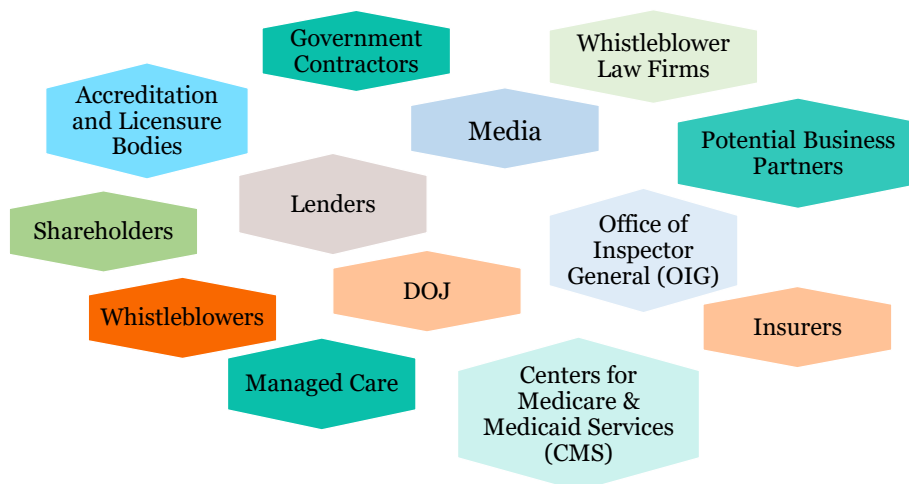 Government
Contractors
Whistleblower
Law Firms
Accreditation
and Licensure
Bodies
Media
Potential Business
Partners
Lenders
Shareholders
Office of
Inspector
General (OIG)
DOJ
Whistleblowers
Insurers
Managed Care
Centers for
Medicare &
Medicaid Services
(CMS)